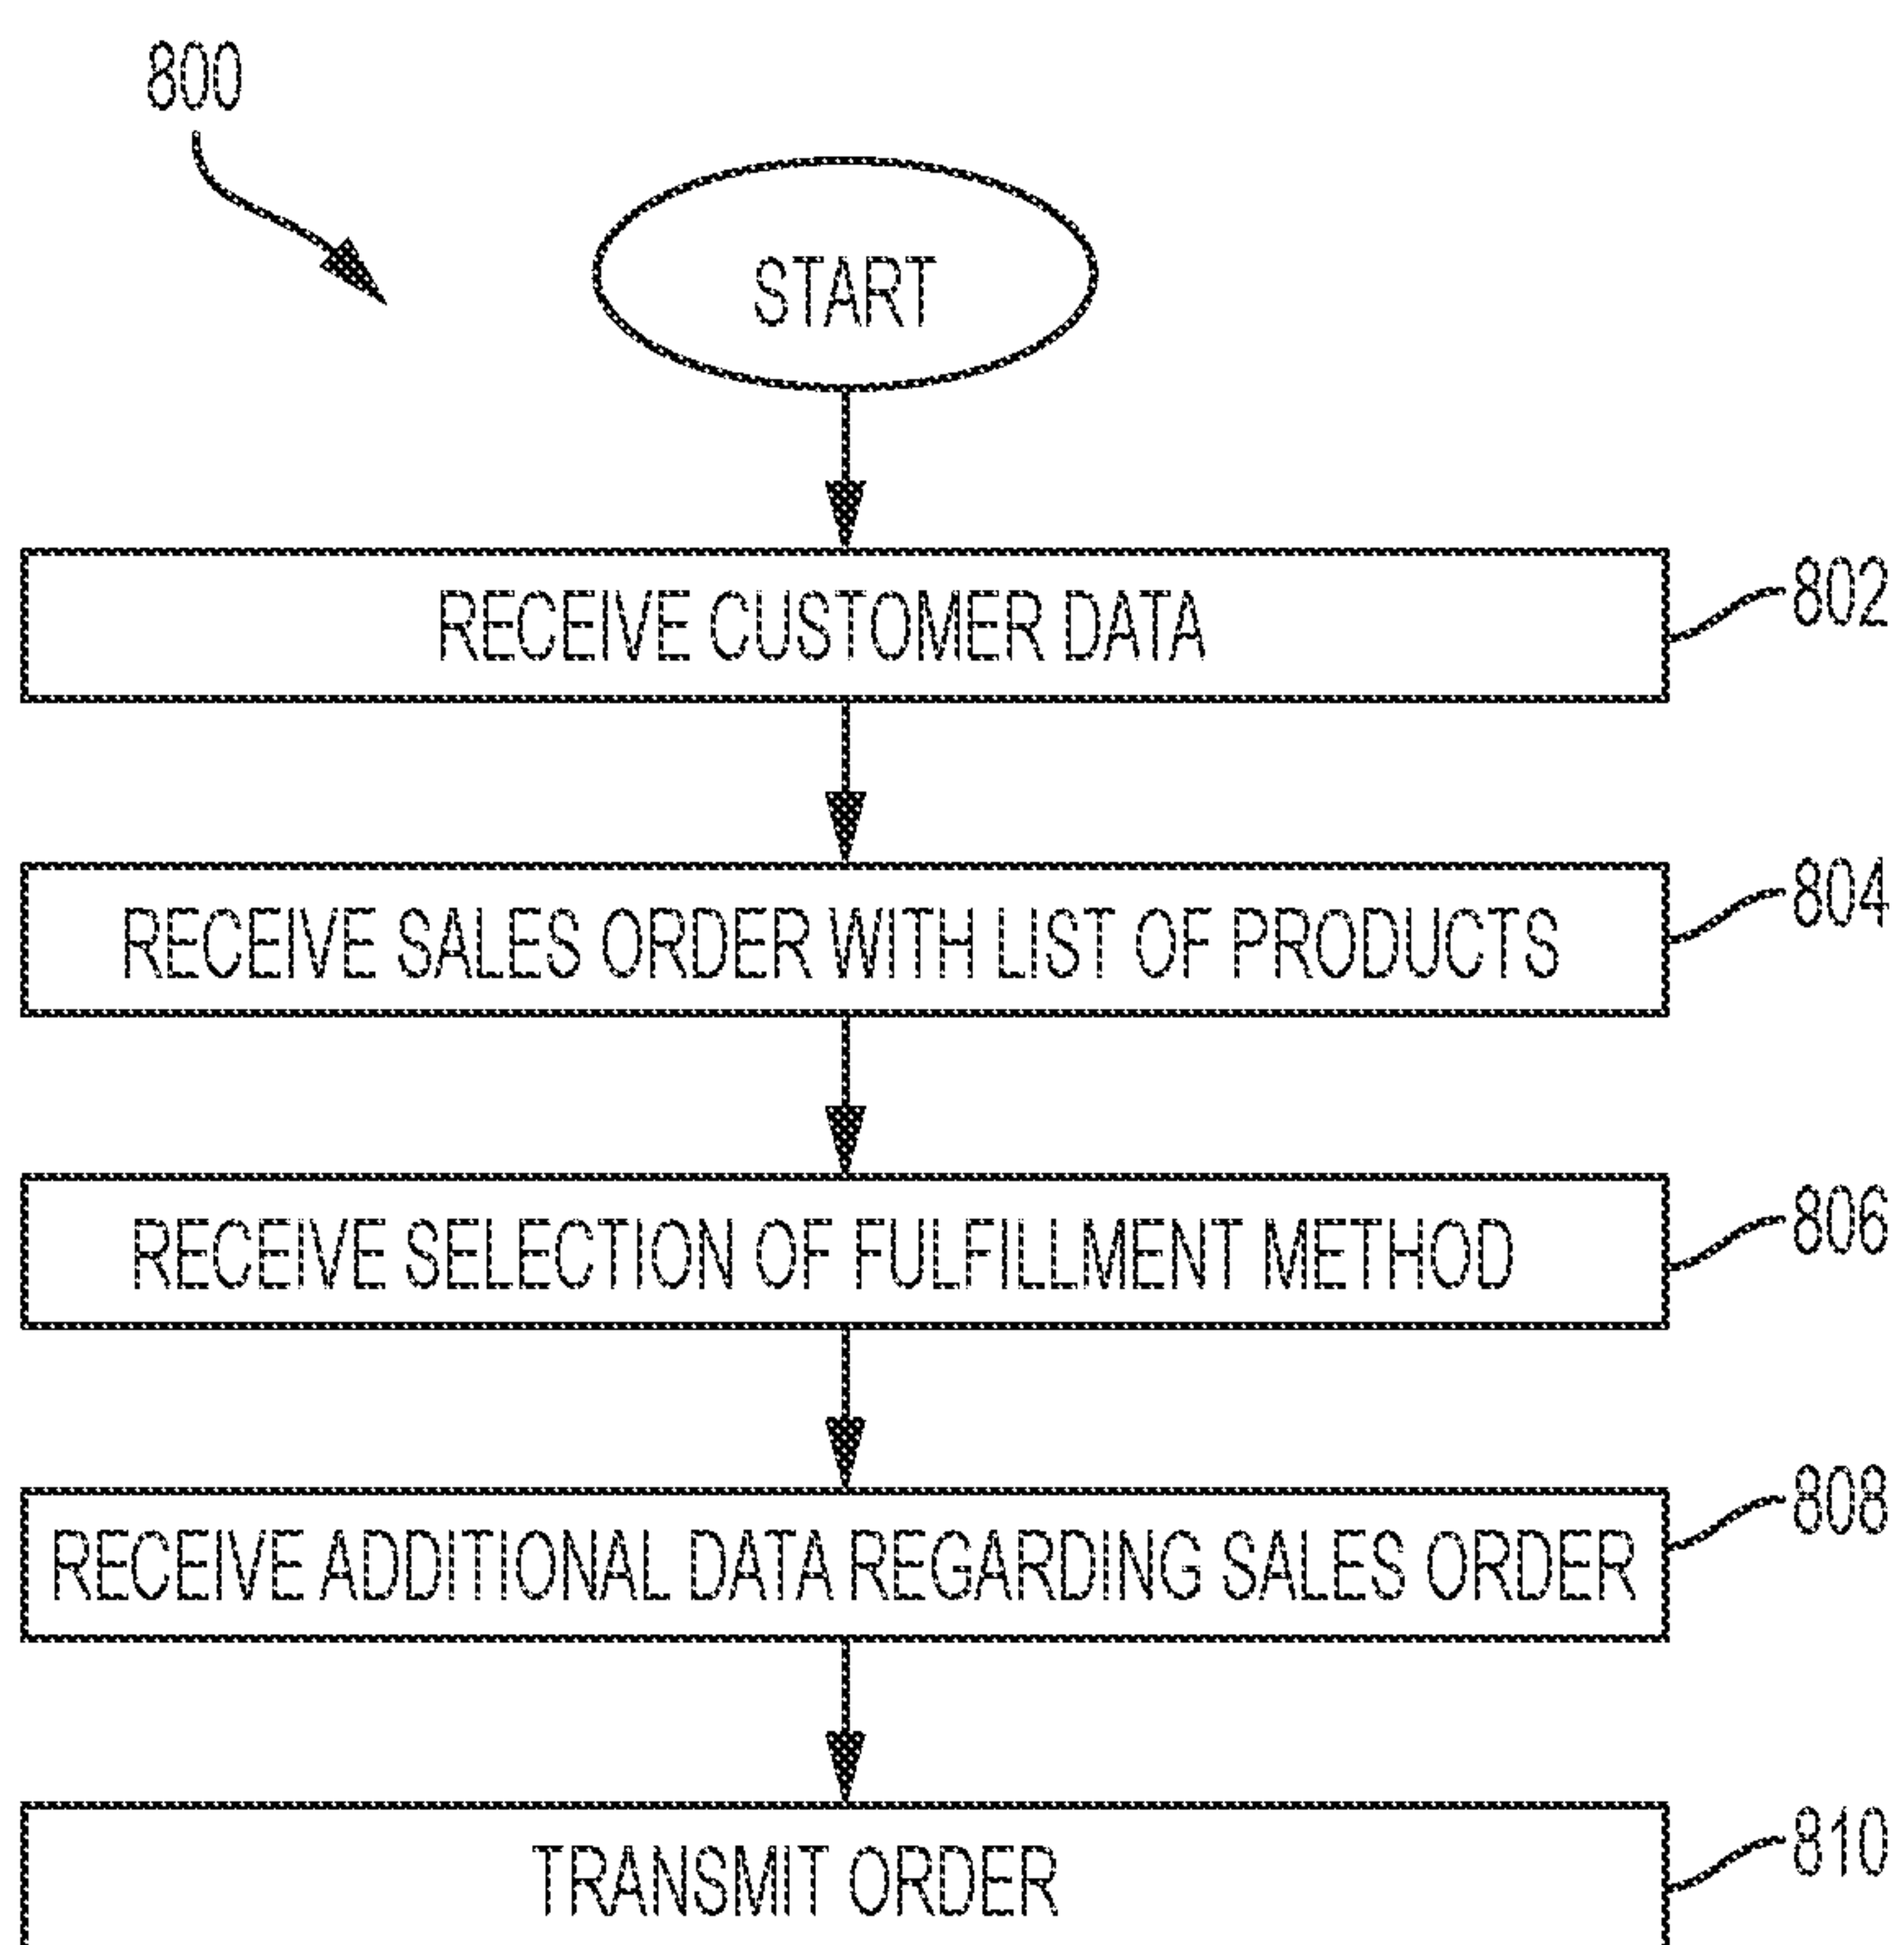 800
START
RECEIVE CUSTOMER DATA
802
RECEIVE SALES ORDER WITH LIST OF PRODUCTS
804
RECEIVE SELECTION OF FULFILLMENT METHOD
806
RECEIVE ADDITIONAL DATA REGARDING SALES ORDER
808
TRANSMIT ORDER
810